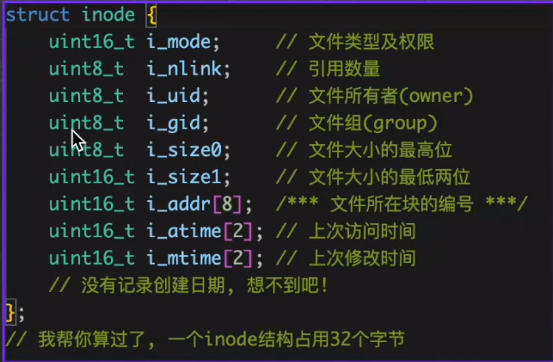 struct inode {
uint16_t i_mode; // 文件类型及权限
uint8_t i_nlink; // 引用数量
uint8_t i_uid; // 文件所有者(owner)
uint8_t i_gid; // 文件组(group)
uint8_t i_size0; // 文件大小的最高位
uint16_t i_size1; // 文件大小的最低两位
uint16_t i_addr[8]; /*** 文件所在块的编号 ***/
uint16_t i_atime[2]; // 上次访问时间
uint16_t i_mtime[2]; // 上次修改时间
// 没有记录创建日期, 想不到吧!
};
// 我帮你算过了, 一个inode结构占用32个字节